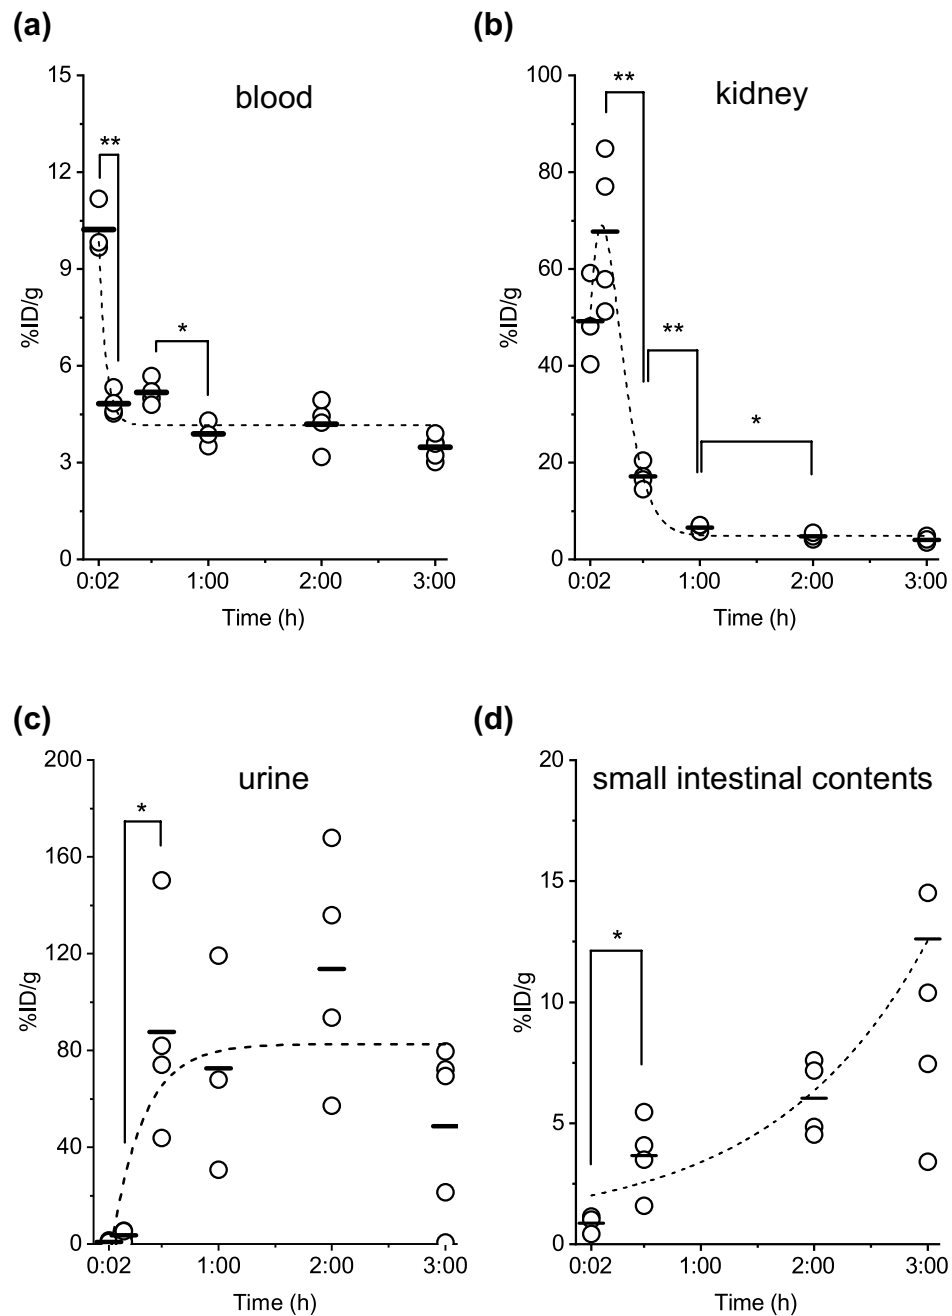 (a)
blood
15
12
9
6
3
0
%ID/g
**
*
0:02 1:00 2:00 3:00
Time (h)
(b)
kidney
100
80
60
40
20
0
%ID/g
**
**
*
0:02 1:00 2:00 3:00
Time (h)
(c)
urine
200
160
120
80
40
0
%ID/g
*
0:02 1:00 2:00 3:00
Time (h)
(d)
small intestinal contents
20
15
10
5
0
%ID/g
*
0:02 1:00 2:00 3:00
Time (h)